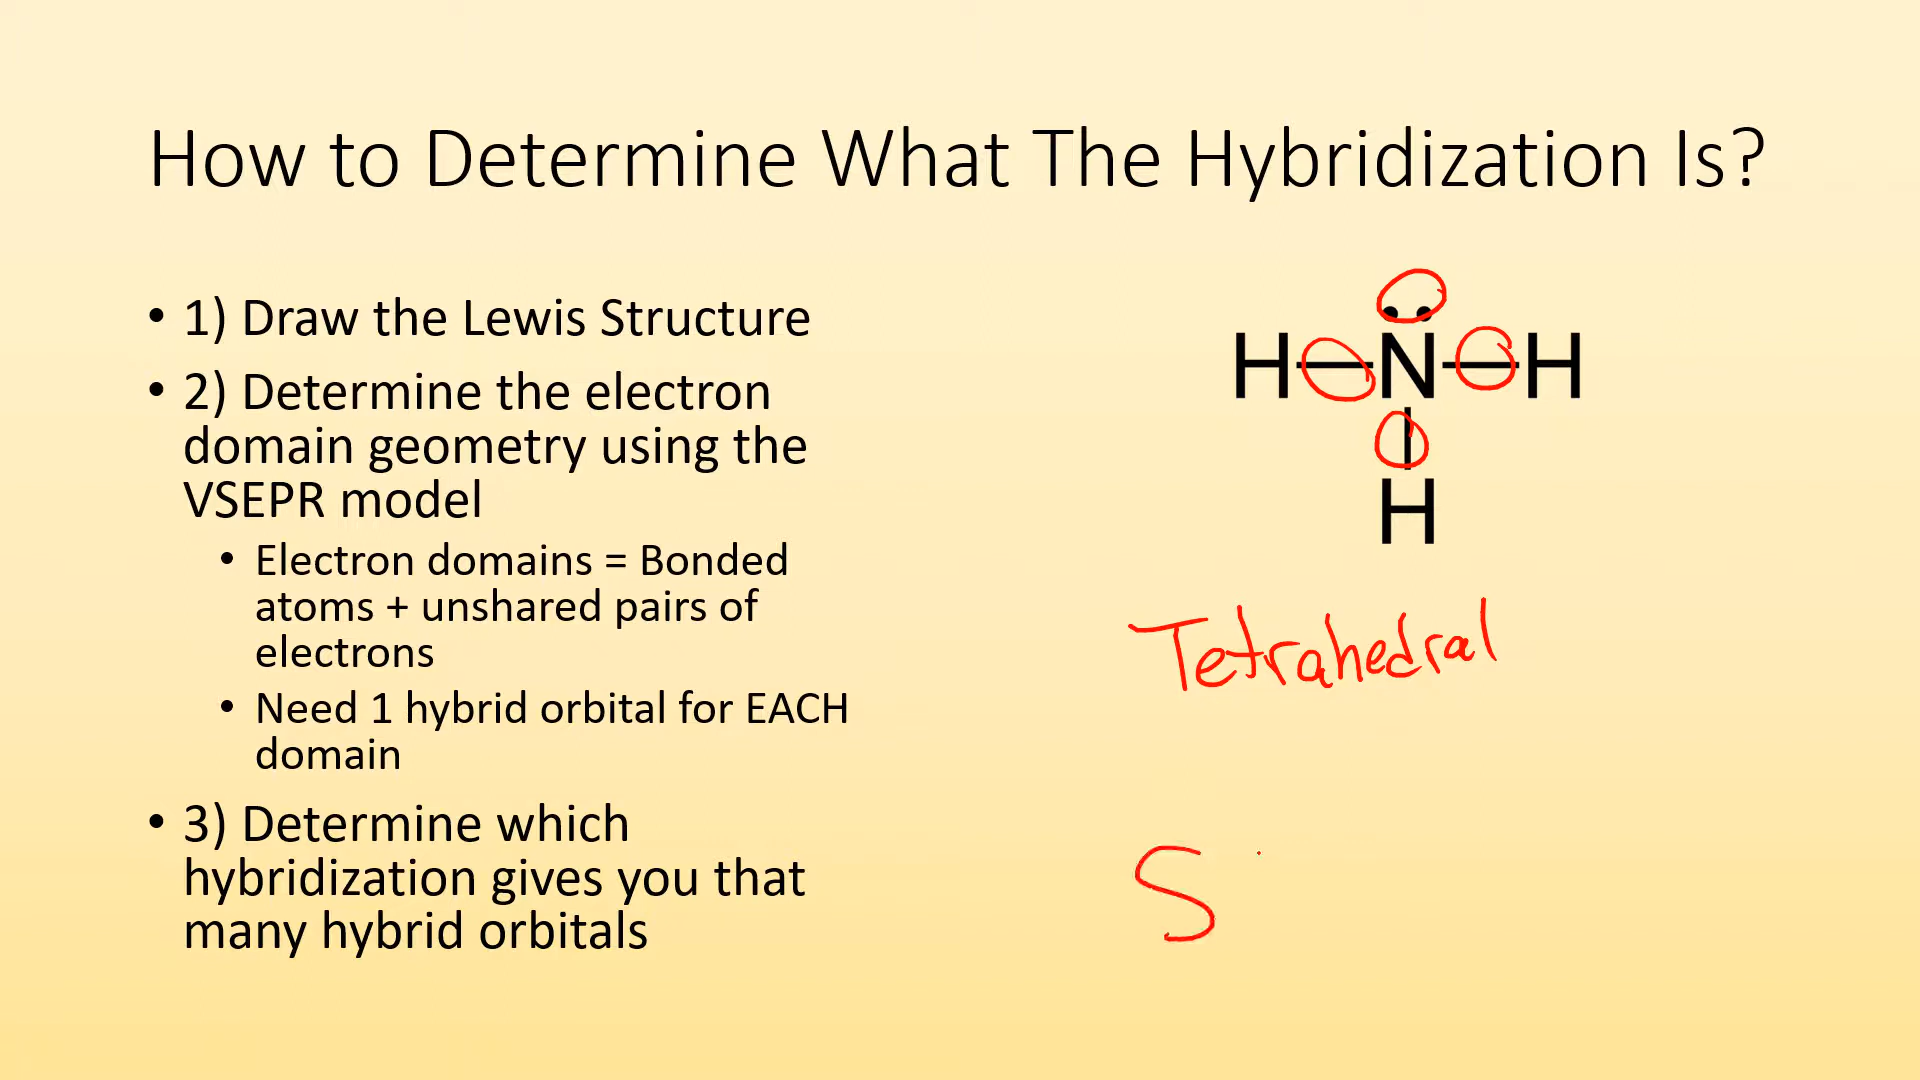 How to Determine What The Hybridization Is?
• 1) Draw the Lewis Structure
• 2) Determine the electron
domain geometry using the
VSEPR model
• Electron domains = Bonded
atoms + unshared pairs of
electrons
• Need 1 hybrid orbital for EACH
domain
• 3) Determine which
hybridization gives you that
many hybrid orbitals
H N H
H
Tetrahedral
S